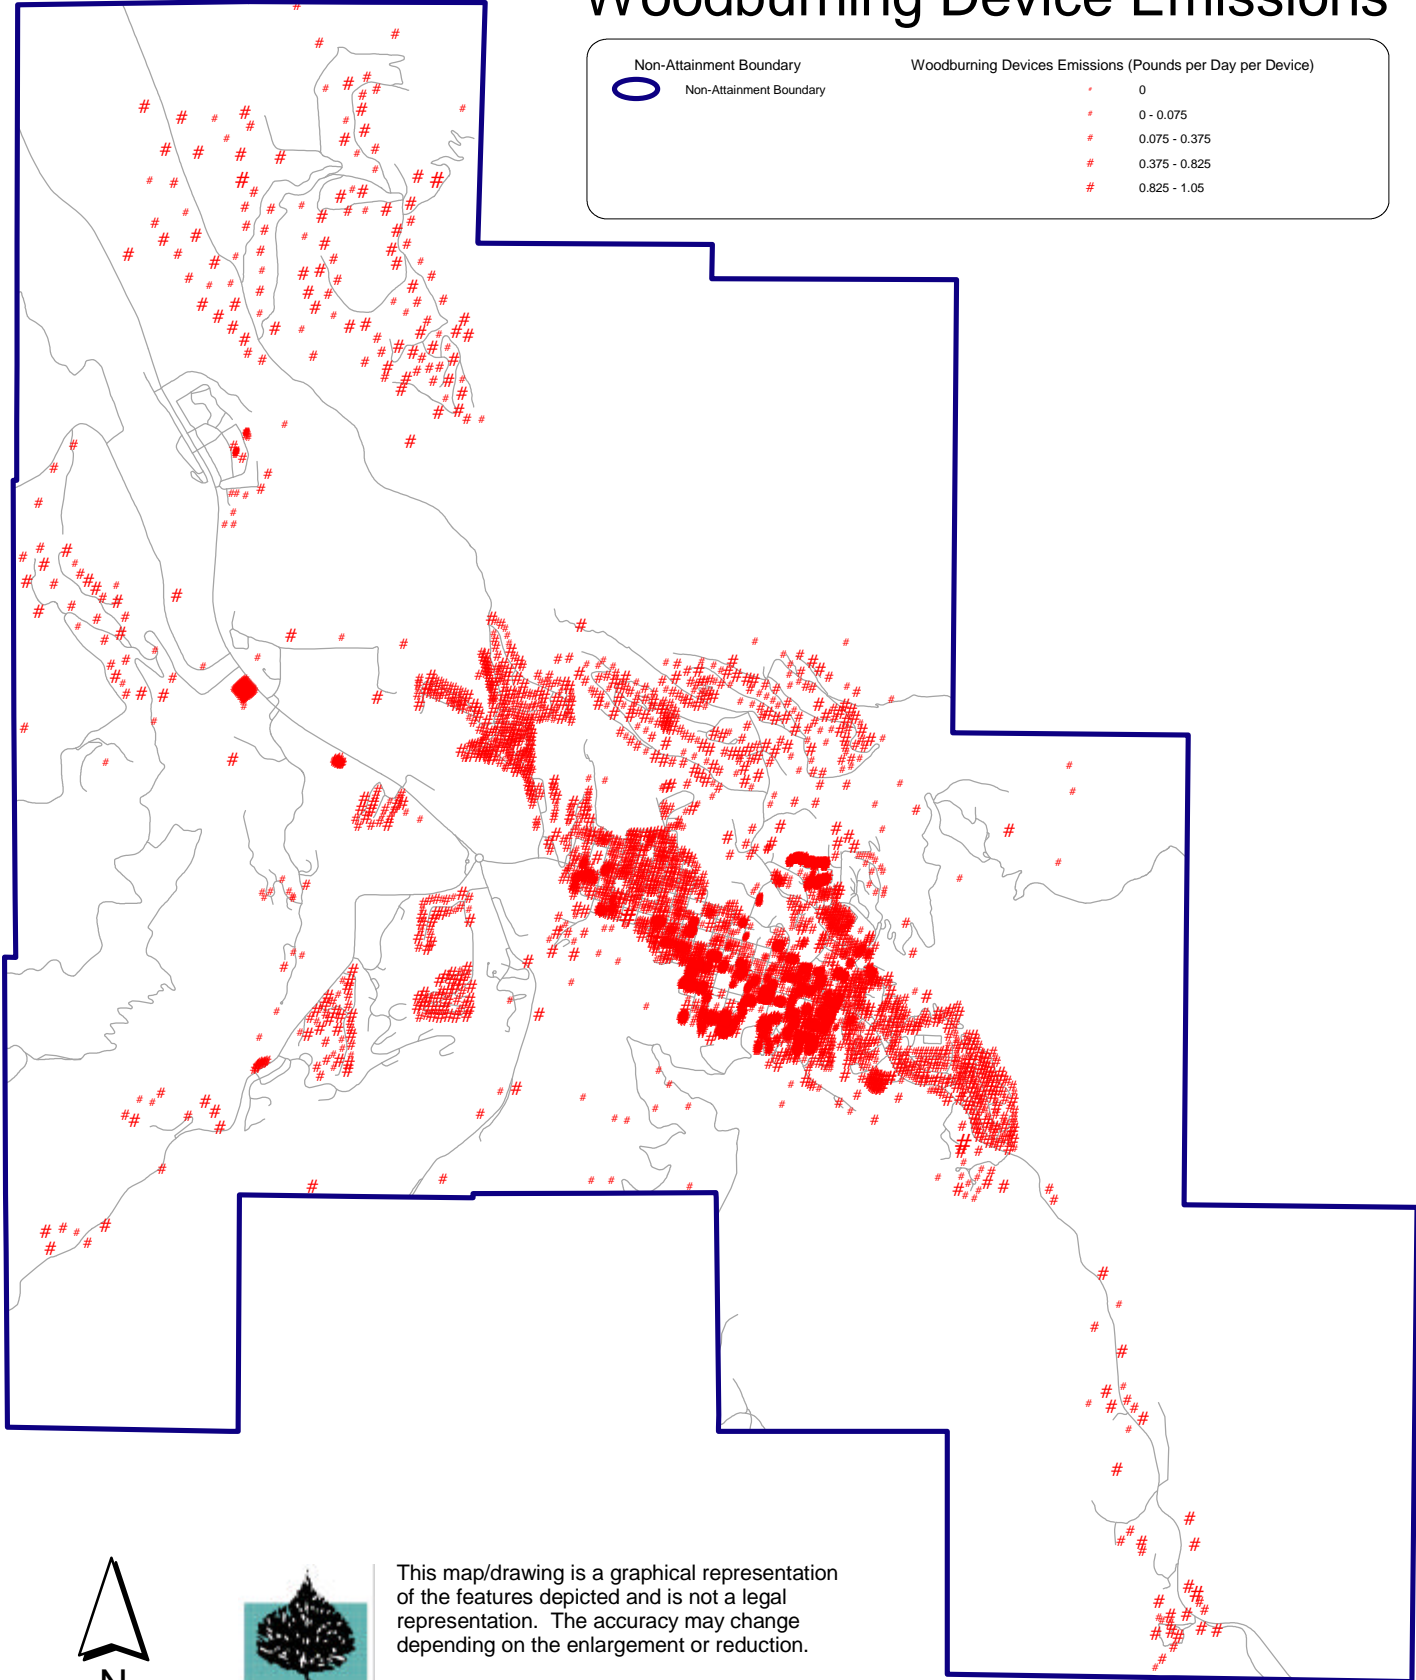 Woodburning Device Emissions
Non-Attainment Boundary
Non-Attainment Boundary
Woodburning Devices Emissions (Pounds per Day per Device)
# 0
# 0 - 0.075
# 0.075 - 0.375
# 0.375 - 0.825
# 0.825 - 1.05
This map/drawing is a graphical representation
of the features depicted and is not a legal
representation. The accuracy may change
depending on the enlargement or reduction.
N